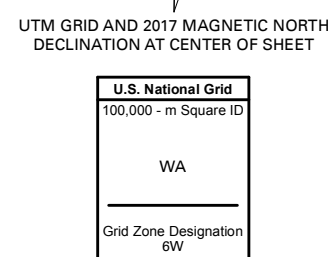 UTM GRID AND 2017 MAGNETIC NORTH
DECLINATION AT CENTER OF SHEET
U.S. National Grid
100,000 - m Square ID
WA
Grid Zone Designation
6W